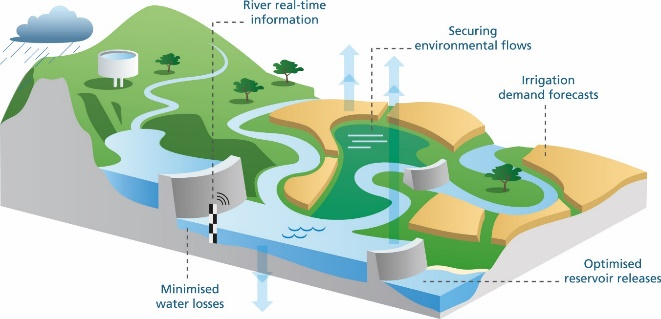 River real-time
information
Securing
environmental flows
Irrigation
demand forecasts
Minimised
water losses
Optimised
reservoir releases